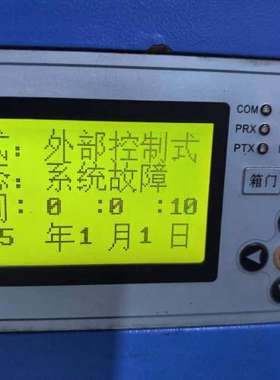 : 外部控制式
: 系统故障
: 0 : 0 : 10
5 年1 月1 日
COM
PRX
PTX
箱门